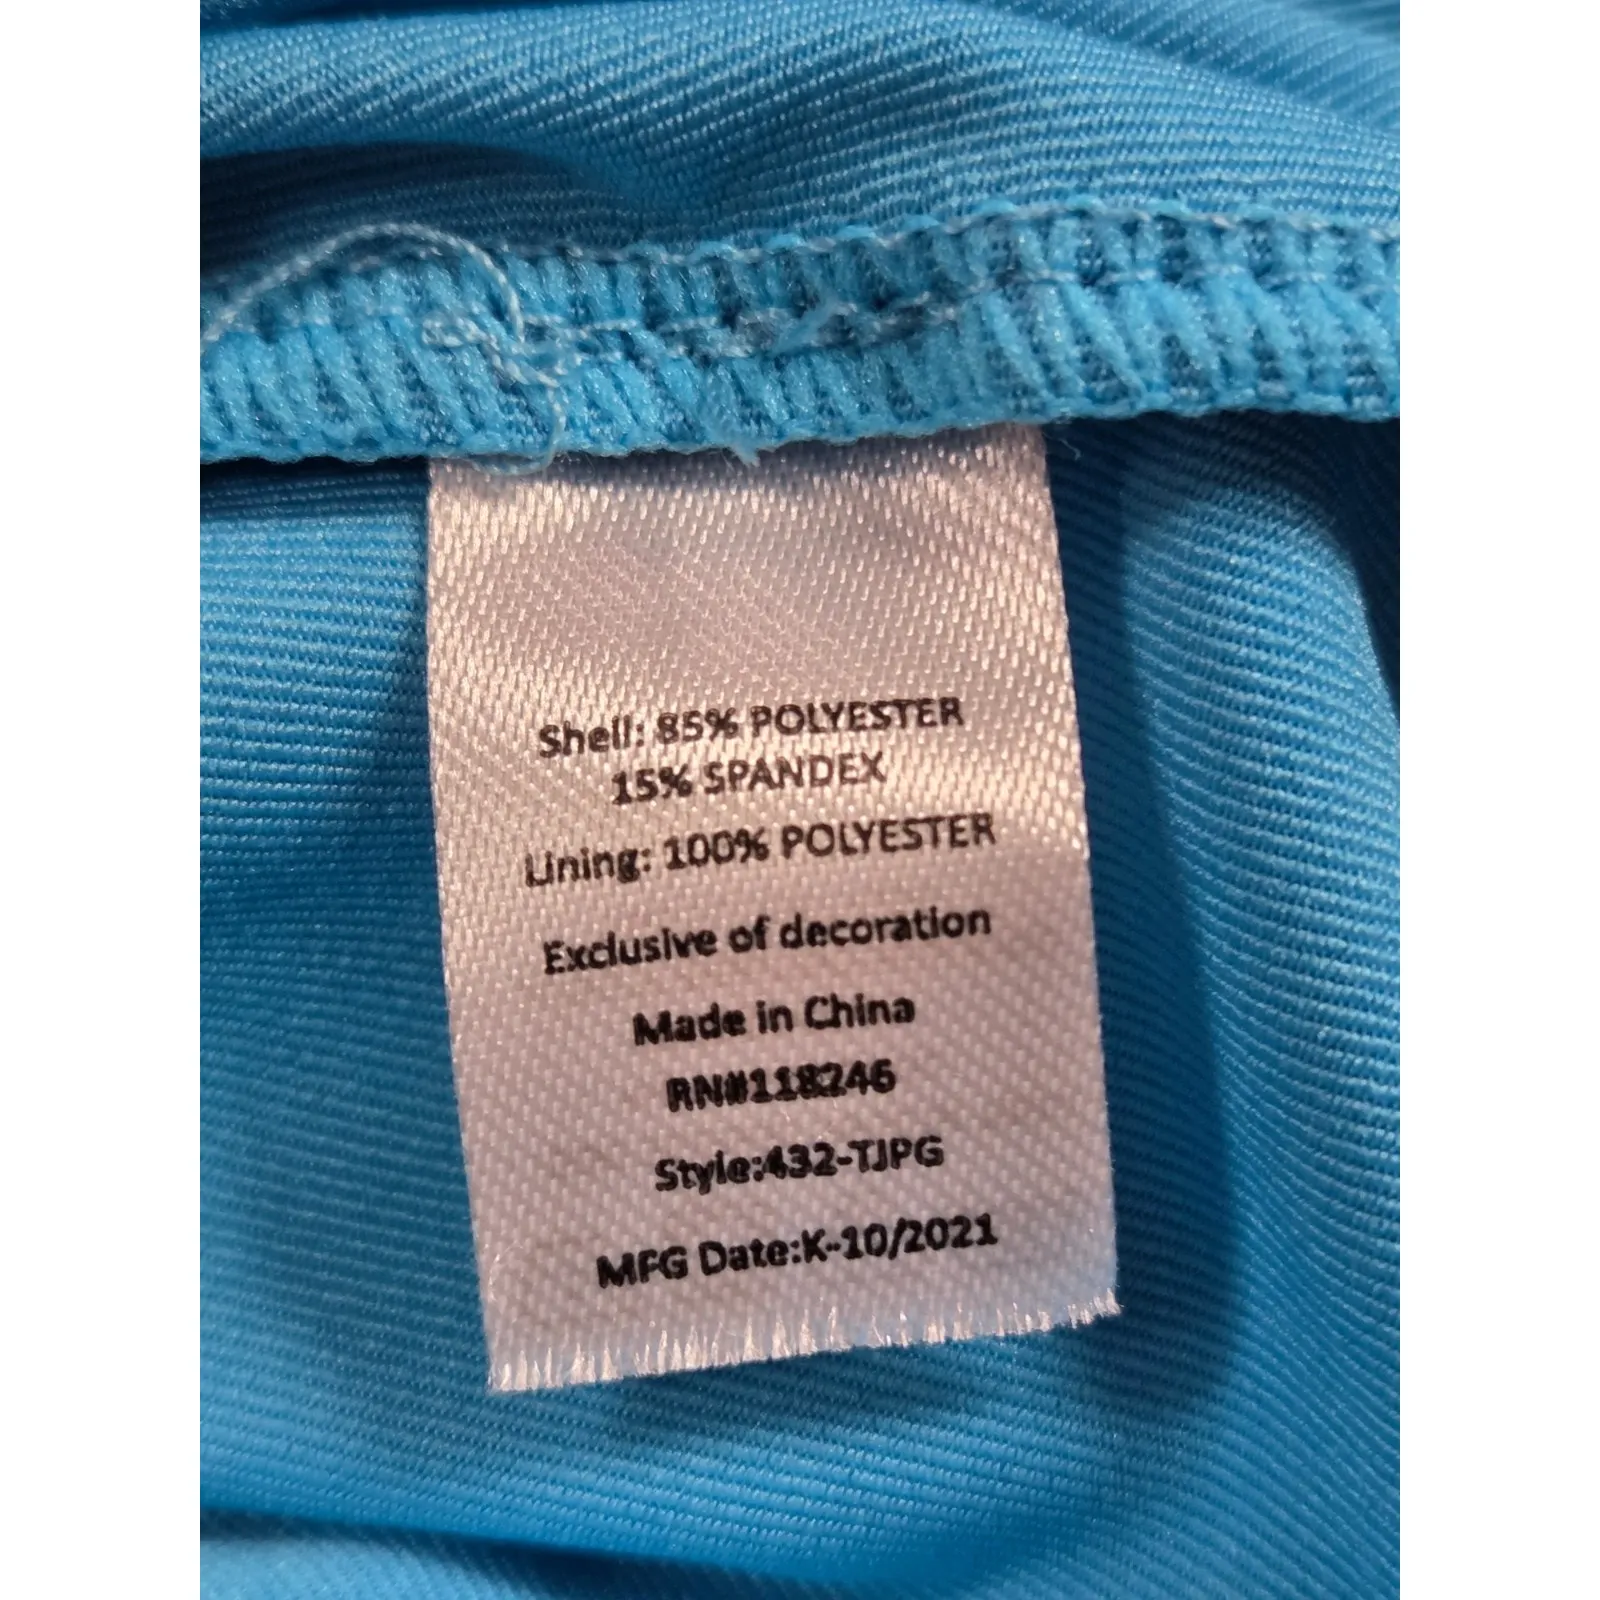 Shell: 85% POLYESTER
15% SPANDEX
Lining: 100% POLYESTER
Exclusive of decoration
Made in China
RN#118246
Style:432-TJPG
MFG Date:K-10/2021